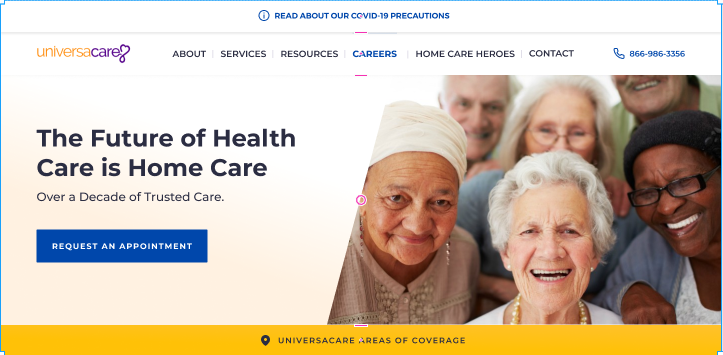 READ ABOUT OUR COVID-19 PRECAUTIONS
universacare
ABOUT SERVICES RESOURCES CAREERS HOME CARE HEROES CONTACT 866-986-3356
The Future of Health
Care is Home Care
Over a Decade of Trusted Care.
REQUEST AN APPOINTMENT
UNIVERSACARE AREAS OF COVERAGE